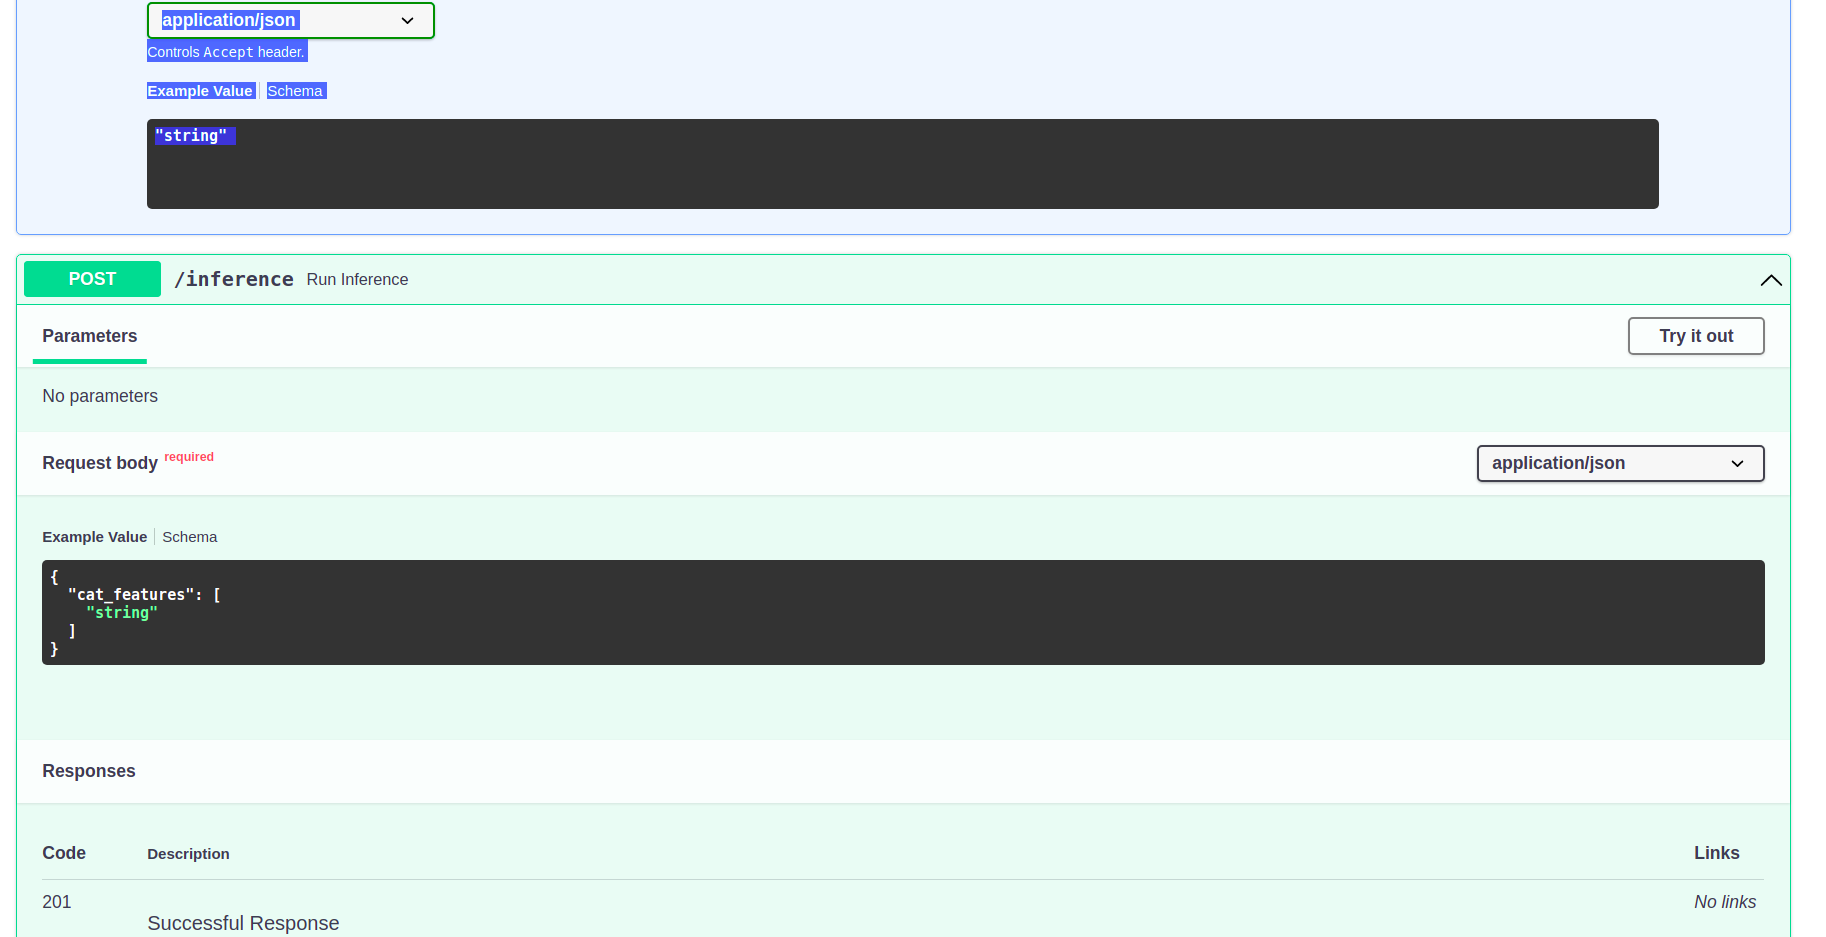 application/json
Controls Accept header.
Example Value Schema
"string"
POST /inference Run Inference
Parameters Try it out
No parameters
Request body required application/json
Example Value Schema
{
"cat_features": [
"string"
]
}
Responses
Code Description Links
201 No links
Successful Response